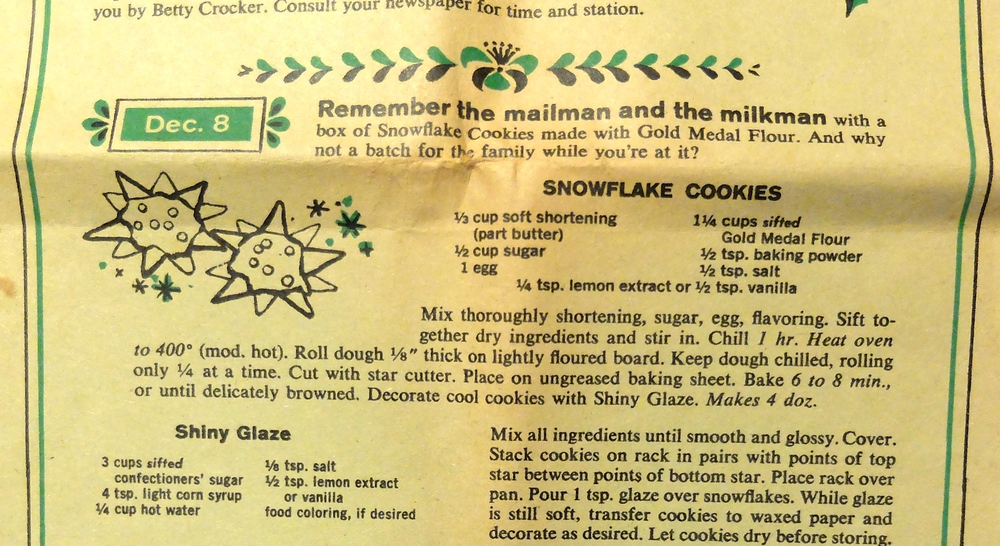 you by Betty Crocker. Consult your newspaper for time and station.
Dec. 8
Remember the mailman and the milkman with a
box of Snowflake Cookies made with Gold Medal Flour. And why
not a batch for the family while you're at it?
SNOWFLAKE COOKIES
⅓ cup soft shortening
(part butter)
½ cup sugar
1 egg
1¼ cups sifted
Gold Medal Flour
½ tsp. baking powder
½ tsp. salt
¼ tsp. lemon extract or ½ tsp. vanilla
Mix thoroughly shortening, sugar, egg, flavoring. Sift to-
gether dry ingredients and stir in. Chill 1 hr. Heat oven
to 400° (mod. hot). Roll dough ⅛" thick on lightly floured board. Keep dough chilled, rolling
only ¼ at a time. Cut with star cutter. Place on ungreased baking sheet. Bake 6 to 8 min.,
or until delicately browned. Decorate cool cookies with Shiny Glaze. Makes 4 doz.
Shiny Glaze
3 cups sifted
confectioners' sugar
4 tsp. light corn syrup
¼ cup hot water
⅛ tsp. salt
½ tsp. lemon extract
or vanilla
food coloring, if desired
Mix all ingredients until smooth and glossy. Cover.
Stack cookies on rack in pairs with points of top
star between points of bottom star. Place rack over
pan. Pour 1 tsp. glaze over snowflakes. While glaze
is still soft, transfer cookies to waxed paper and
decorate as desired. Let cookies dry before storing.